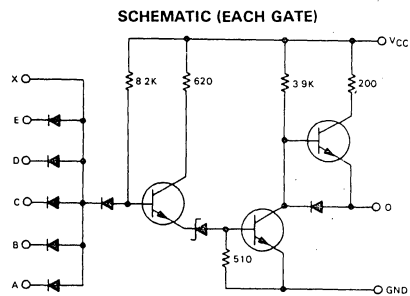 SCHEMATIC (EACH GATE)
VCC
X
8.2K
620
3.9K
200
E
D
C
O
B
510
A
GND